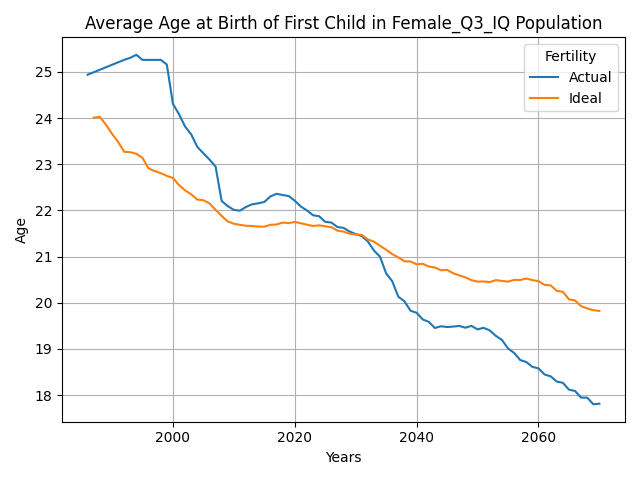 Average Age at Birth of First Child in Female_Q3_IQ Population
Fertility
Actual
Ideal
Age
25
24
23
22
21
20
19
18
2000 2020 2040 2060
Years